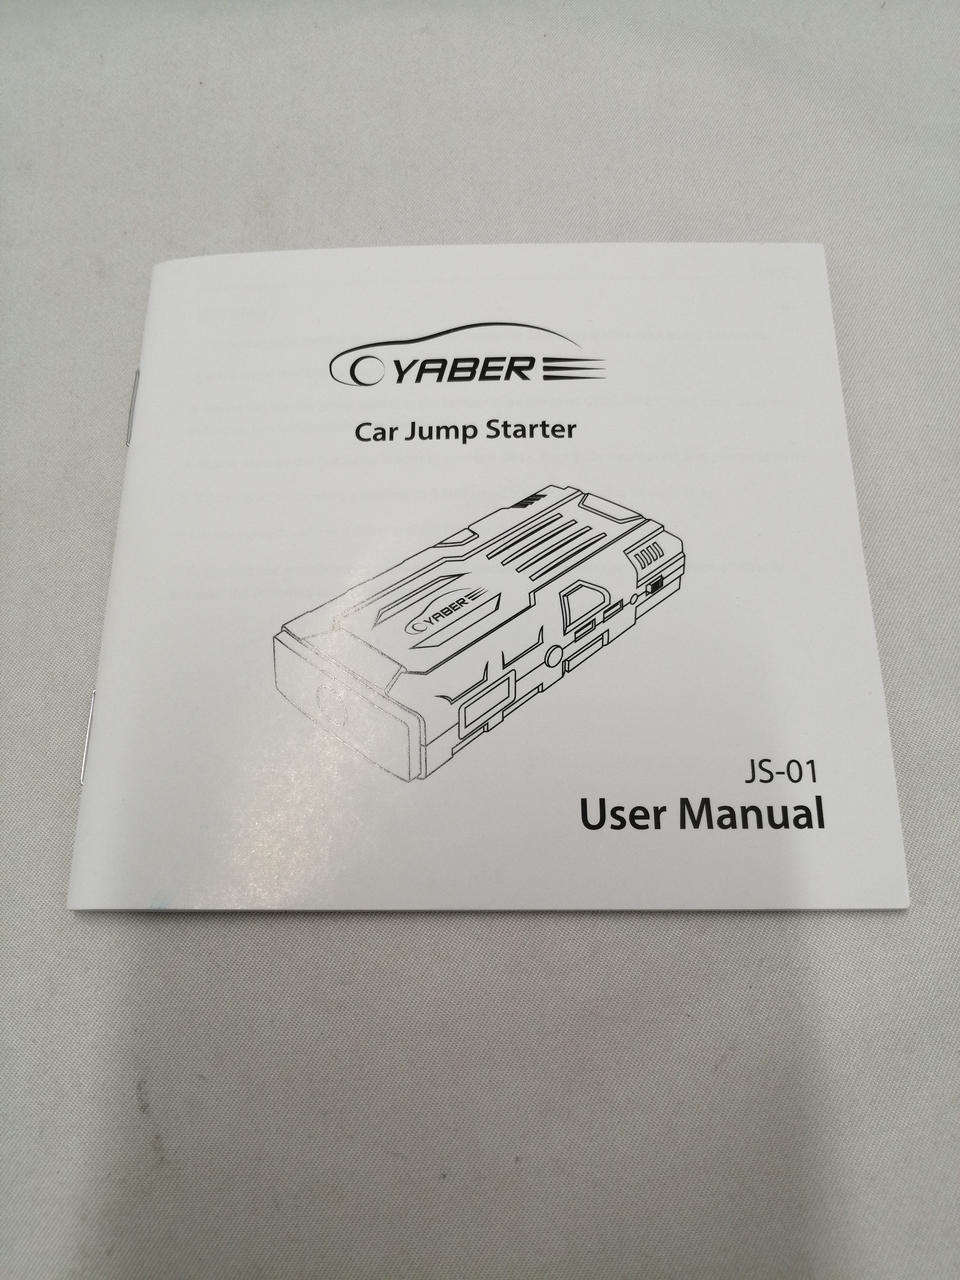 YABER
Car Jump Starter
YABER
JS-01
User Manual